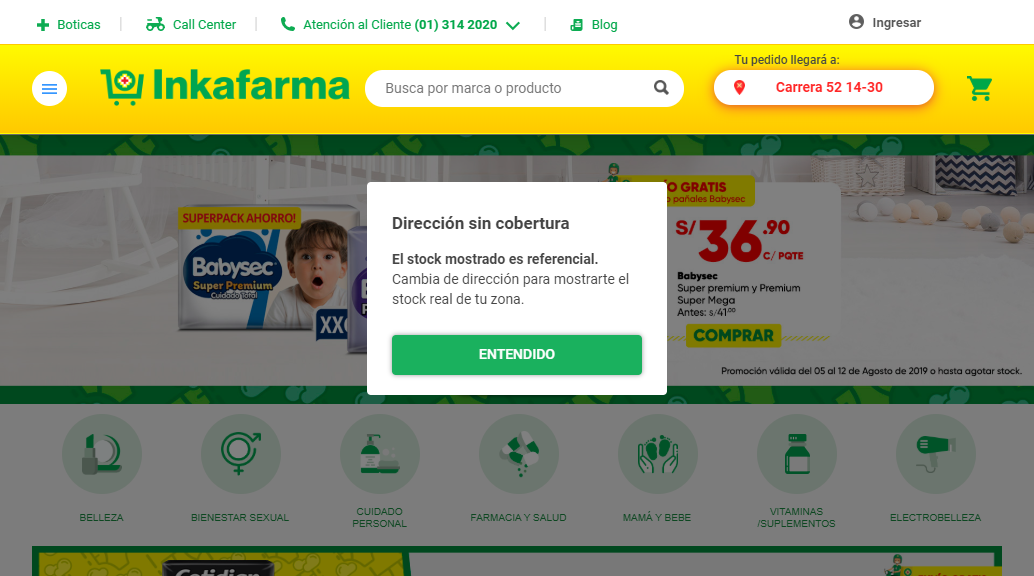 Boticas
Call Center
Atención al Cliente (01) 314 2020
Blog
Ingresar
Inkafarma
Busca por marca o producto
Tu pedido llegará a:
Carrera 52 14-30
SUPERPACK AHORRO!
Babysec
Super Premium
Cuidado Total
XXG
Dirección sin cobertura
El stock mostrado es referencial.
Cambia de dirección para mostrarte el
stock real de tu zona.
ENTENDIDO
O GRATIS
pañales Babysec
S/ 36.90
C/ PQTE
Babysec
Super premium y Premium
Super Mega
Antes: s/41.00
COMPRAR
Promoción válida del 05 al 12 de Agosto de 2019 o hasta agotar stock.
BELLEZA
BIENESTAR SEXUAL
CUIDADO
PERSONAL
FARMACIA Y SALUD
MAMÁ Y BEBE
VITAMINAS
/SUPLEMENTOS
ELECTROBELLEZA
Cotidian